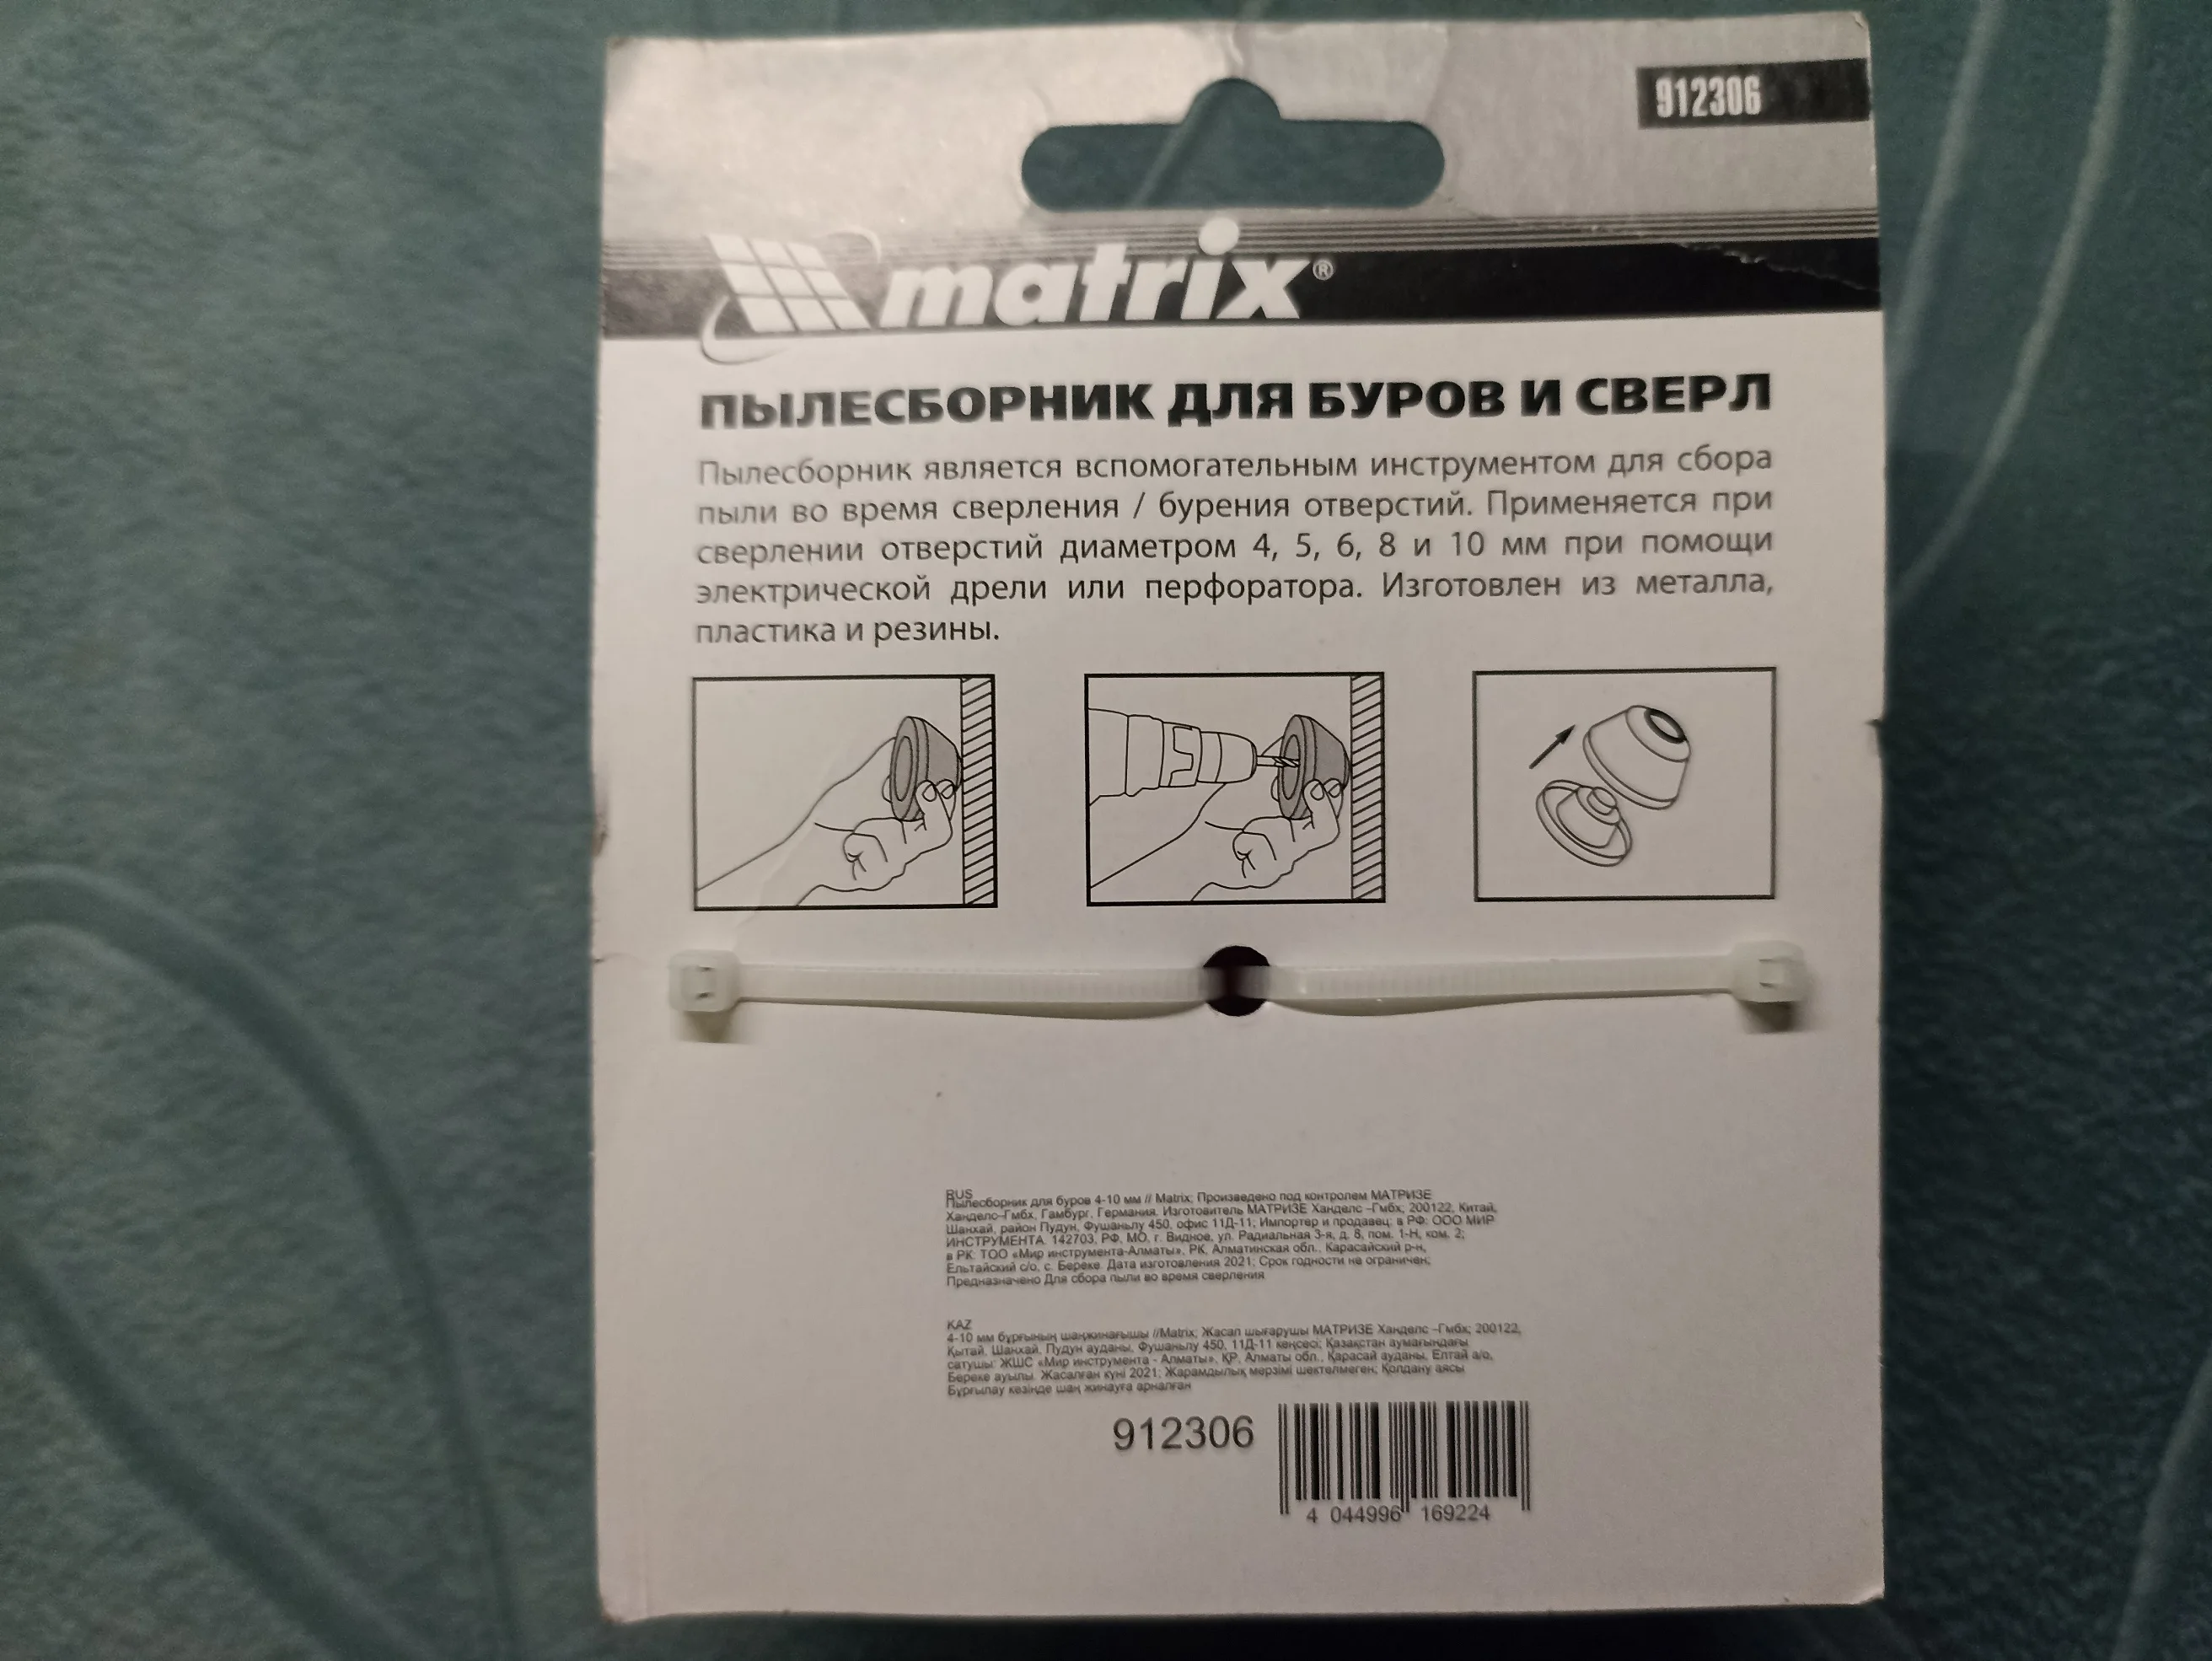 912306
matrix®
ПЫЛЕСБОРНИК ДЛЯ БУРОВ И СВЕРЛ
Пылесборник является вспомогательным инструментом для сбора
пыли во время сверления / бурения отверстий. Применяется при
сверлении отверстий диаметром 4, 5, 6, 8 и 10 мм при помощи
электрической дрели или перфоратора. Изготовлен из металла,
пластика и резины.
RUS
Пылесборник для буров 4-10 мм // Matrix; Произведено под контролем МАТРИЗЕ
Ханделс-Гмбх, Гамбург, Германия. Изготовитель МАТРИЗЕ Ханделс -Гмбх; 200122, Китай,
Шанхай, район Пудун, Фушаньлу 450, офис 11Д-11; Импортер и продавец: в РФ: ООО МИР
ИНСТРУМЕНТА. 142703, РФ, МО, г. Видное, ул. Радиальная 3-я, д. 8, пом. 1-Н, ком. 2;
в РК: ТОО «Мир инструмента-Алматы», РК, Алматинская обл., Карасайский р-н,
Ельтайский с/о, с. Береке. Дата изготовления 2021; Срок годности не ограничен;
Предназначено Для сбора пыли во время сверления
KAZ
4-10 мм бұрғының шаңжинағышы //Matrix; Жасап шығарушы МАТРИЗЕ Ханделс -Гмбх; 200122,
Қытай, Шанхай, Пудун ауданы, Фушаньлу 450, 11Д-11 кеңсесі; Қазақстан аумағындағы
сатушы: ЖШС «Мир инструмента - Алматы», ҚР, Алматы обл., Қарасай ауданы, Елтай а/о,
Береке ауылы. Жасалған күні 2021; Жарамдылық мерзімі шектелмеген; Қолдану аясы
Бұрғылау кезінде шаң жинауға арналған
912306
4 044996 169224